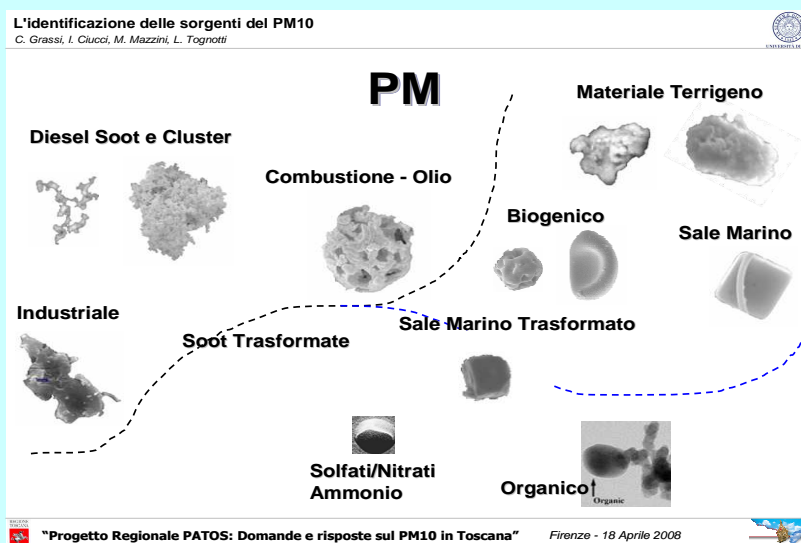 L'identificazione delle sorgenti del PM10
C. Grassi, I. Ciucci, M. Mazzini, L. Tognotti
PM
Materiale Terrigeno
Diesel Soot e Cluster
Combustione - Olio
Biogenico
Sale Marino
Industriale
Sale Marino Trasformato
Soot Trasformate
Solfati/Nitrati
Ammonio
Organico
Organic
REGIONE
TOSCANA
"Progetto Regionale PATOS: Domande e risposte sul PM10 in Toscana"
Firenze - 18 Aprile 2008